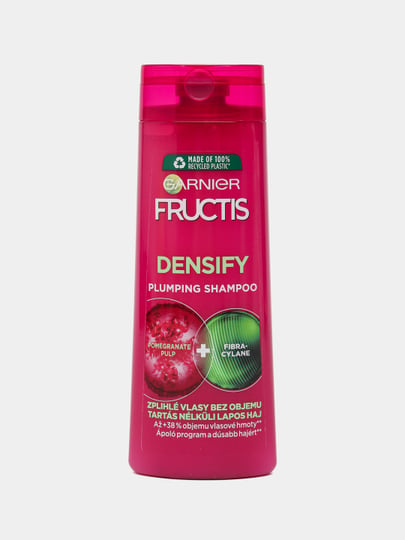 MADE OF 100%
RECYCLED PLASTIC*
GARNIER
FRUCTIS
DENSIFY
PLUMPING SHAMPOO
POMEGRANATE
PULP
+
FIBRA-
CYLANE
ZPLIHLÉ VLASY BEZ OBJEMU
TARTÁS NÉLKÜLI LAPOS HAJ
Až +38 % objemu vlasové hmoty**
Ápoló program a dúsabb hajért**